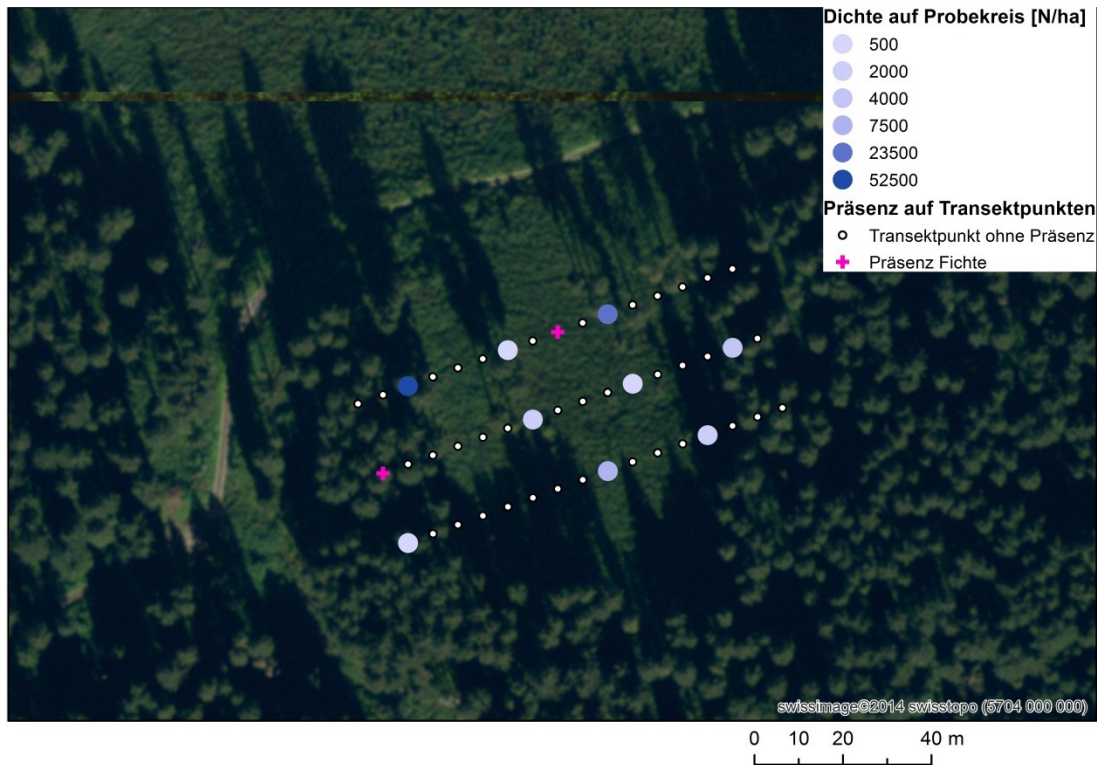 Dichte auf Probekreis [N/ha]
500
2000
4000
7500
23500
52500
Präsenz auf Transektpunkten
Transektpunkt ohne Präsenz
Präsenz Fichte
swissimage©2014 swisstopo (5704 000 000)
0 10 20 40 m